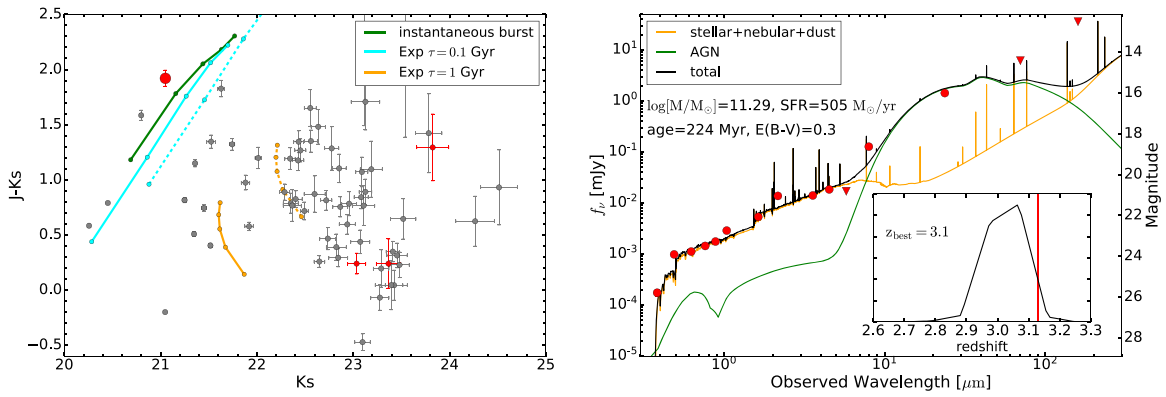 2.5
2.0
1.5
1.0
0.5
0.0
−0.5
J-Ks
20 21 22 23 24 25
Ks
instantaneous burst
Exp τ=0.1 Gyr
Exp τ=1 Gyr
stellar+nebular+dust
AGN
total
log[M/M⊙]=11.29, SFR=505 M⊙/yr
age=224 Myr, E(B-V)=0.3
10¹
10⁰
10⁻¹
10⁻²
10⁻³
10⁻⁴
10⁻⁵
fν [mJy]
10⁰ 10¹ 10²
Observed Wavelength [μm]
14
16
18
20
22
24
26
28
Magnitude
z_best=3.1
2.6 2.7 2.8 2.9 3.0 3.1 3.2 3.3
redshift